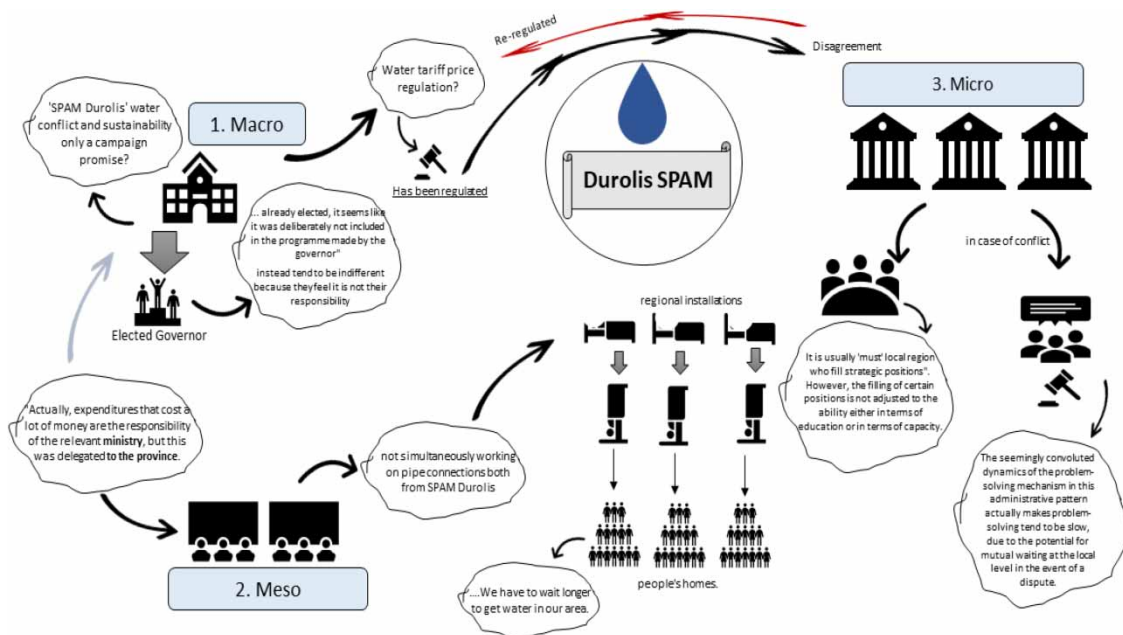 Re-regulated
Disagreement
Water tariff price
regulation?
Has been regulated
'SPAM Durolis' water
conflict and sustainability
only a campaign
promise?
1. Macro
... already elected, it seems like
it was deliberately not included
in the programme made by the
governor"
instead tend to be indifferent
because they feel it is not their
responsibility
Elected Governor
Durolis SPAM
3. Micro
in case of conflict
It is usually 'must' local region
who fill strategic positions".
However, the filling of certain
positions is not adjusted to the
ability either in terms of
education or in terms of capacity.
The seemingly convoluted
dynamics of the problem-
solving mechanism in this
administrative pattern
actually makes problem-
solving tend to be slow,
due to the potential for
mutual waiting at the local
level in the event of a
dispute.
"Actually, expenditures that cost a
lot of money are the responsibility
of the relevant ministry, but this
was delegated to the province.
2. Meso
not simultaneously working
on pipe connections both
from SPAM Durolis
regional installations
people's homes.
....We have to wait longer
to get water in our area.